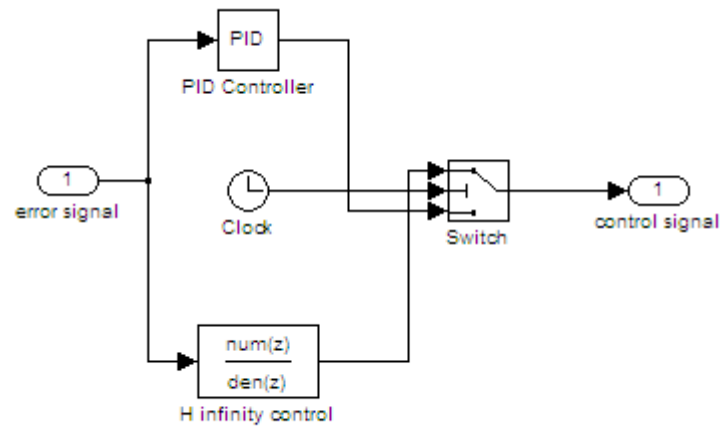 PID
PID Controller
1
error signal
Clock
Switch
1
control signal
num(z)
den(z)
H infinity control